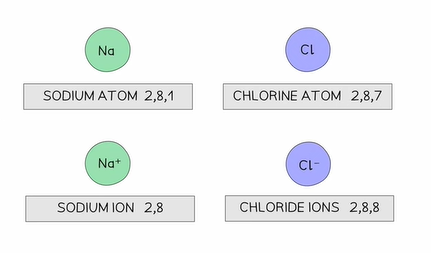 Na
Cl
SODIUM ATOM 2,8,1
CHLORINE ATOM 2,8,7
Na⁺
Cl⁻
SODIUM ION 2,8
CHLORIDE IONS 2,8,8